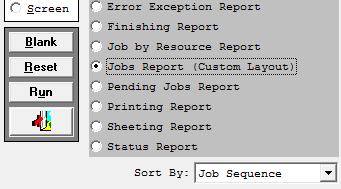 Screen
Error Exception Report
Finishing Report
Blank
Job by Resource Report
Reset
Jobs Report (Custom Layout)
Run
Pending Jobs Report
Printing Report
Sheeting Report
Status Report
Sort By: Job Sequence